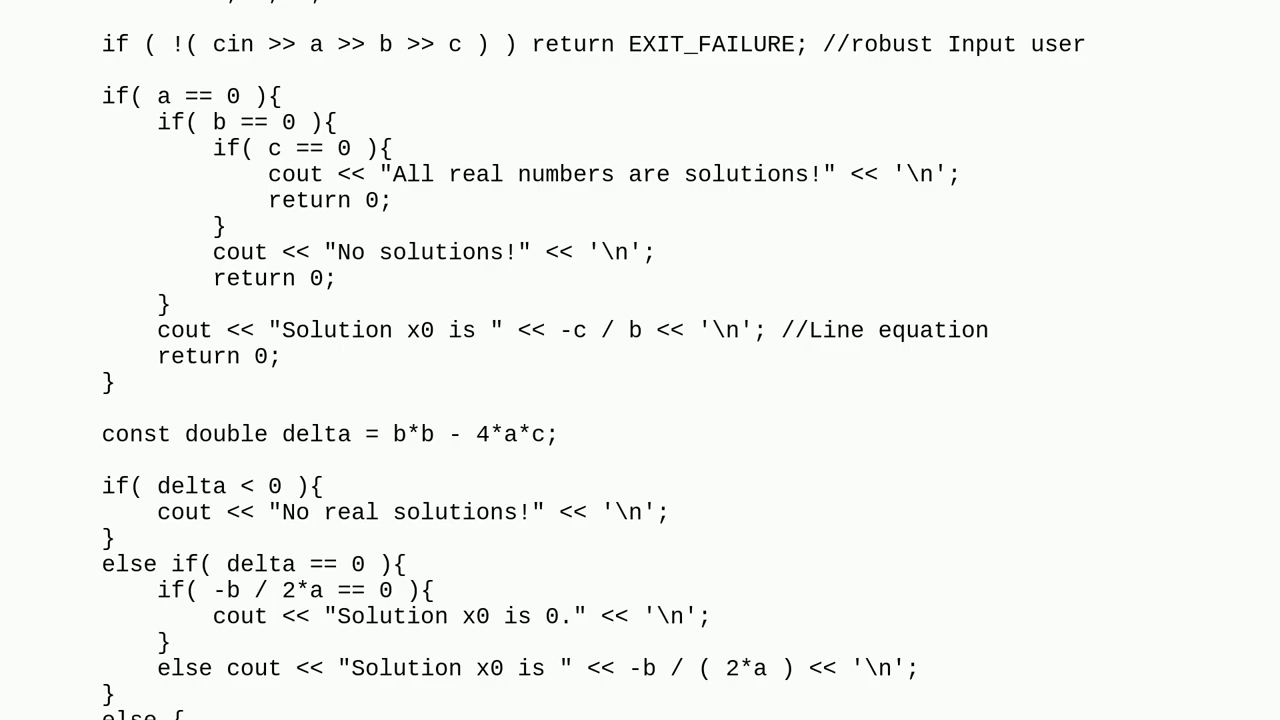 if ( !( cin >> a >> b >> c ) ) return EXIT_FAILURE; //robust Input user
if( a == 0 ){
if( b == 0 ){
if( c == 0 ){
cout << "All real numbers are solutions!" << '\n';
return 0;
}
cout << "No solutions!" << '\n';
return 0;
}
cout << "Solution x0 is " << -c / b << '\n'; //Line equation
return 0;
}
const double delta = b*b - 4*a*c;
if( delta < 0 ){
cout << "No real solutions!" << '\n';
}
else if( delta == 0 ){
if( -b / 2*a == 0 ){
cout << "Solution x0 is 0." << '\n';
}
else cout << "Solution x0 is " << -b / ( 2*a ) << '\n';
}
else {